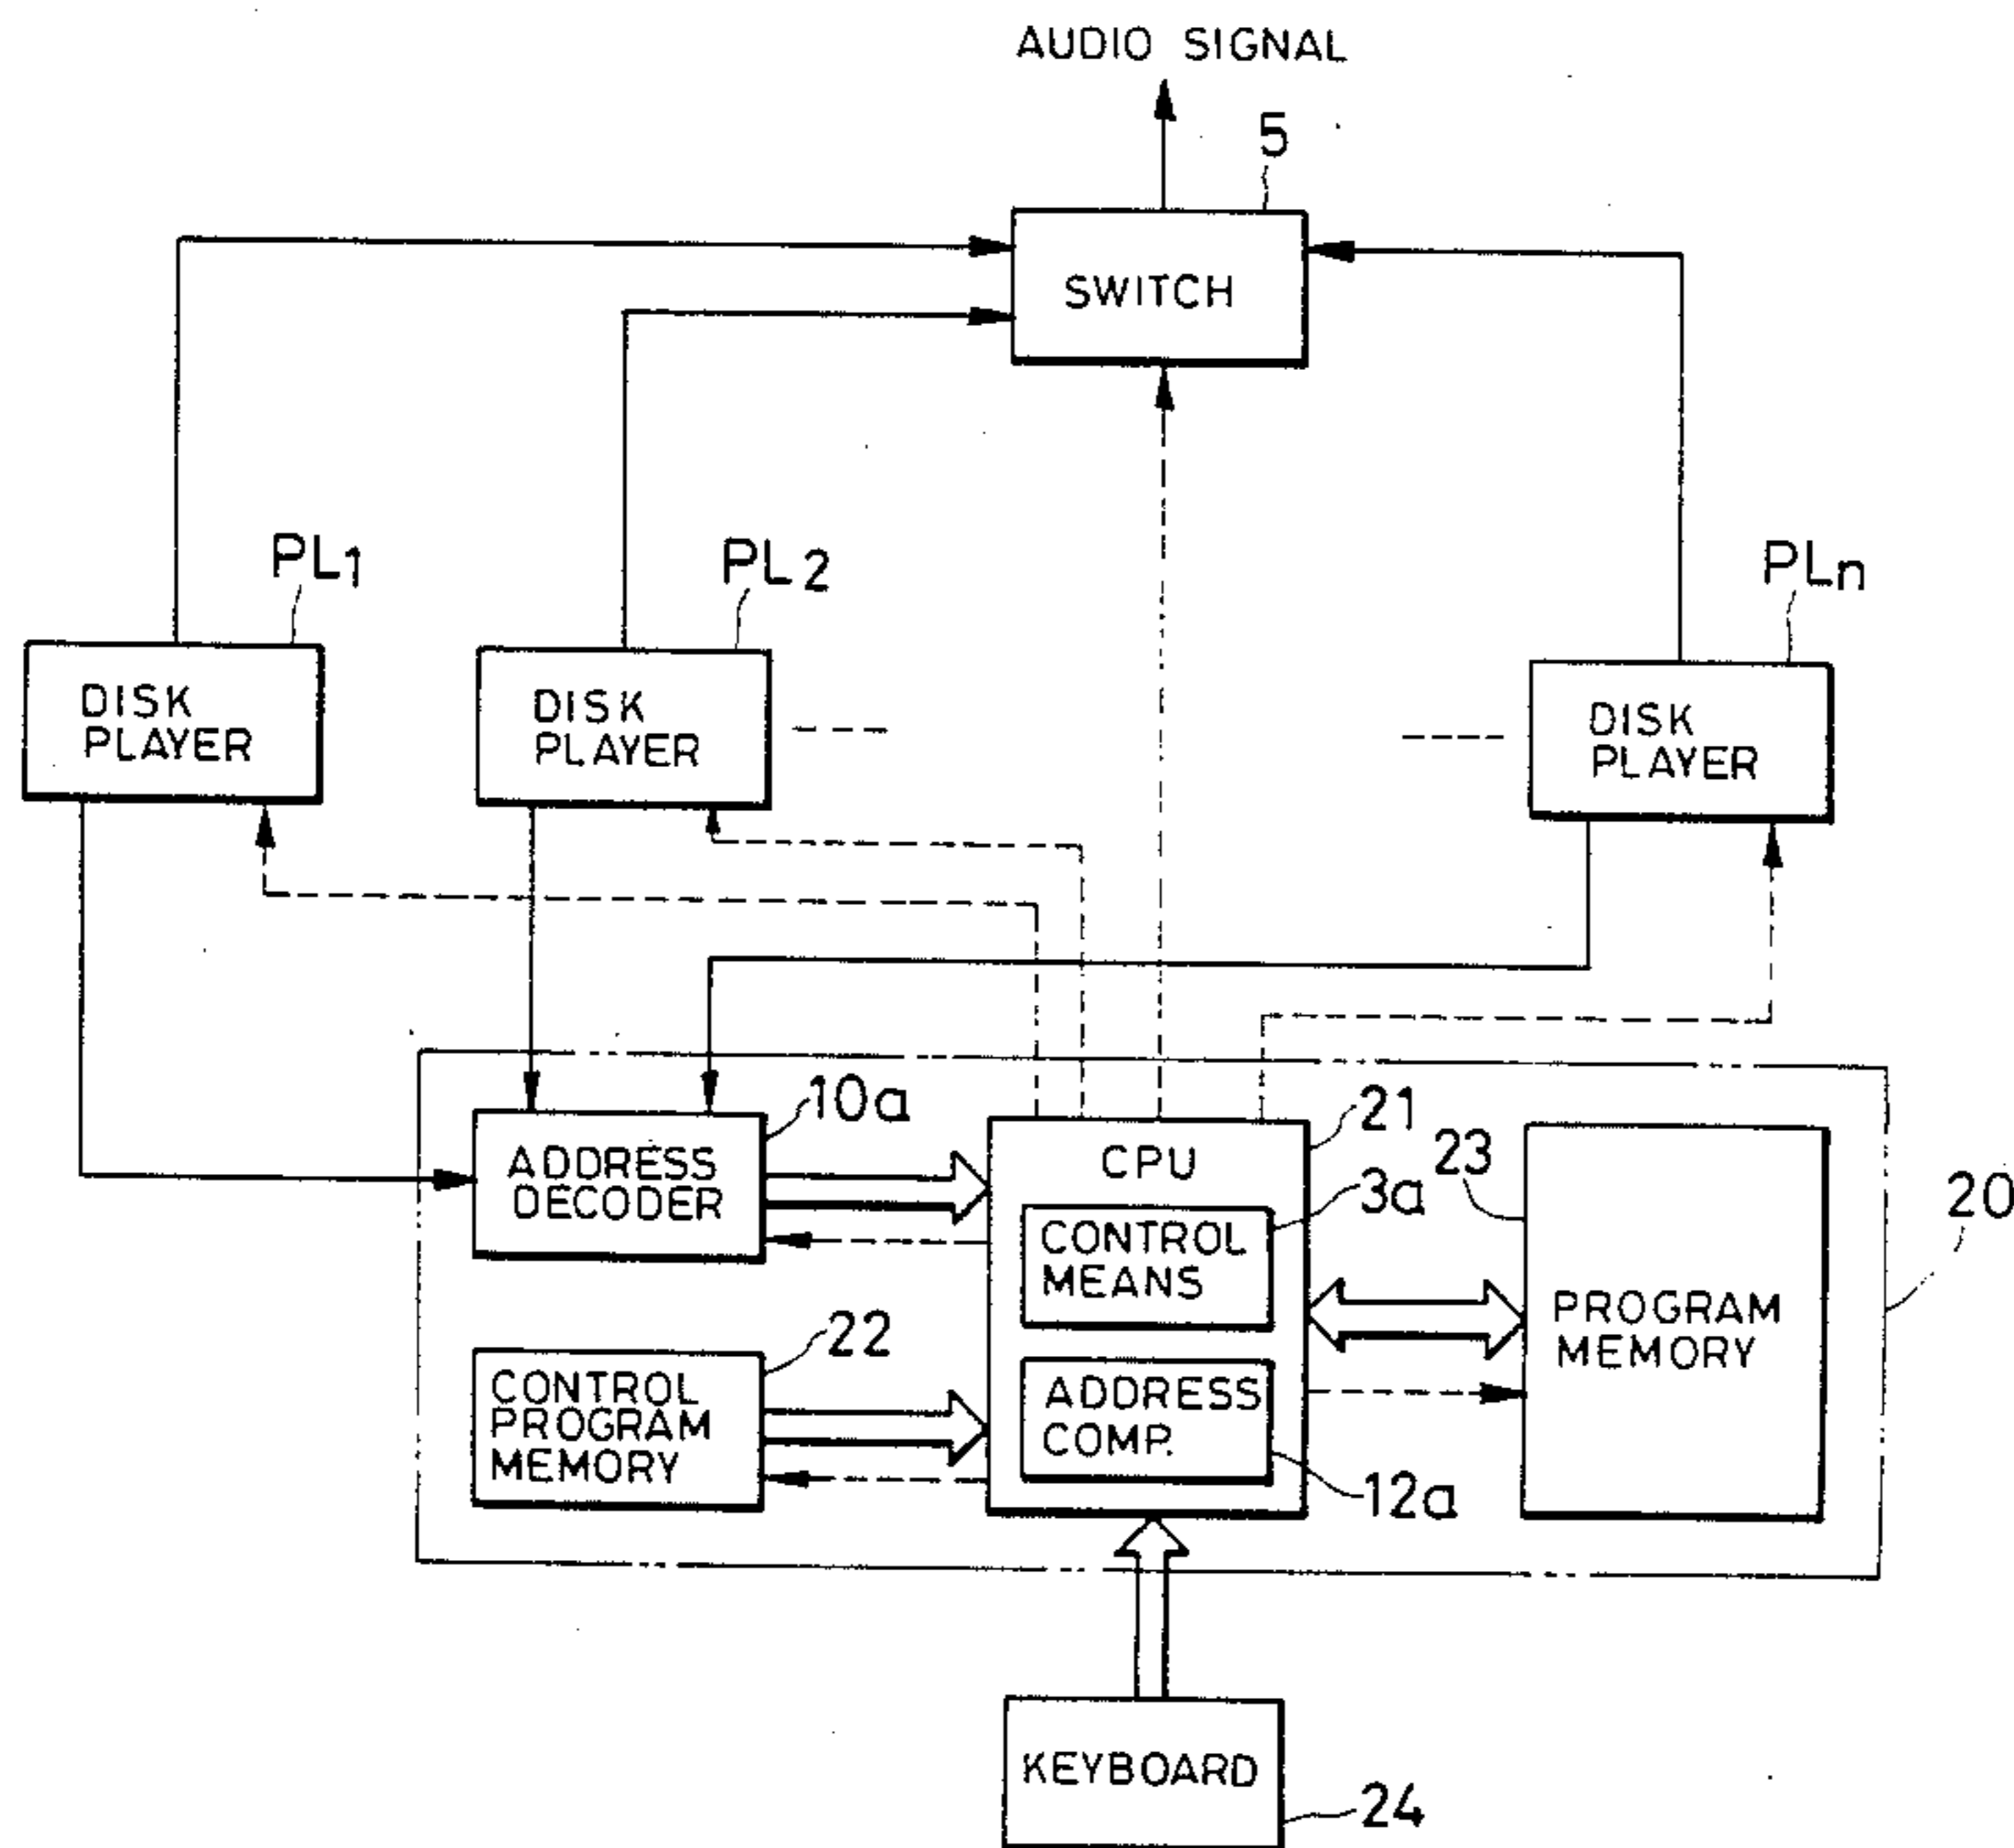 AUDIO SIGNAL
5
SWITCH
PL1
PL2
PLn
DISK
PLAYER
DISK
PLAYER
DISK
PLAYER
10a
ADDRESS
DECODER
21
CPU
23
3a
CONTROL
MEANS
20
PROGRAM
MEMORY
22
CONTROL
PROGRAM
MEMORY
ADDRESS
COMP.
12a
KEYBOARD
24